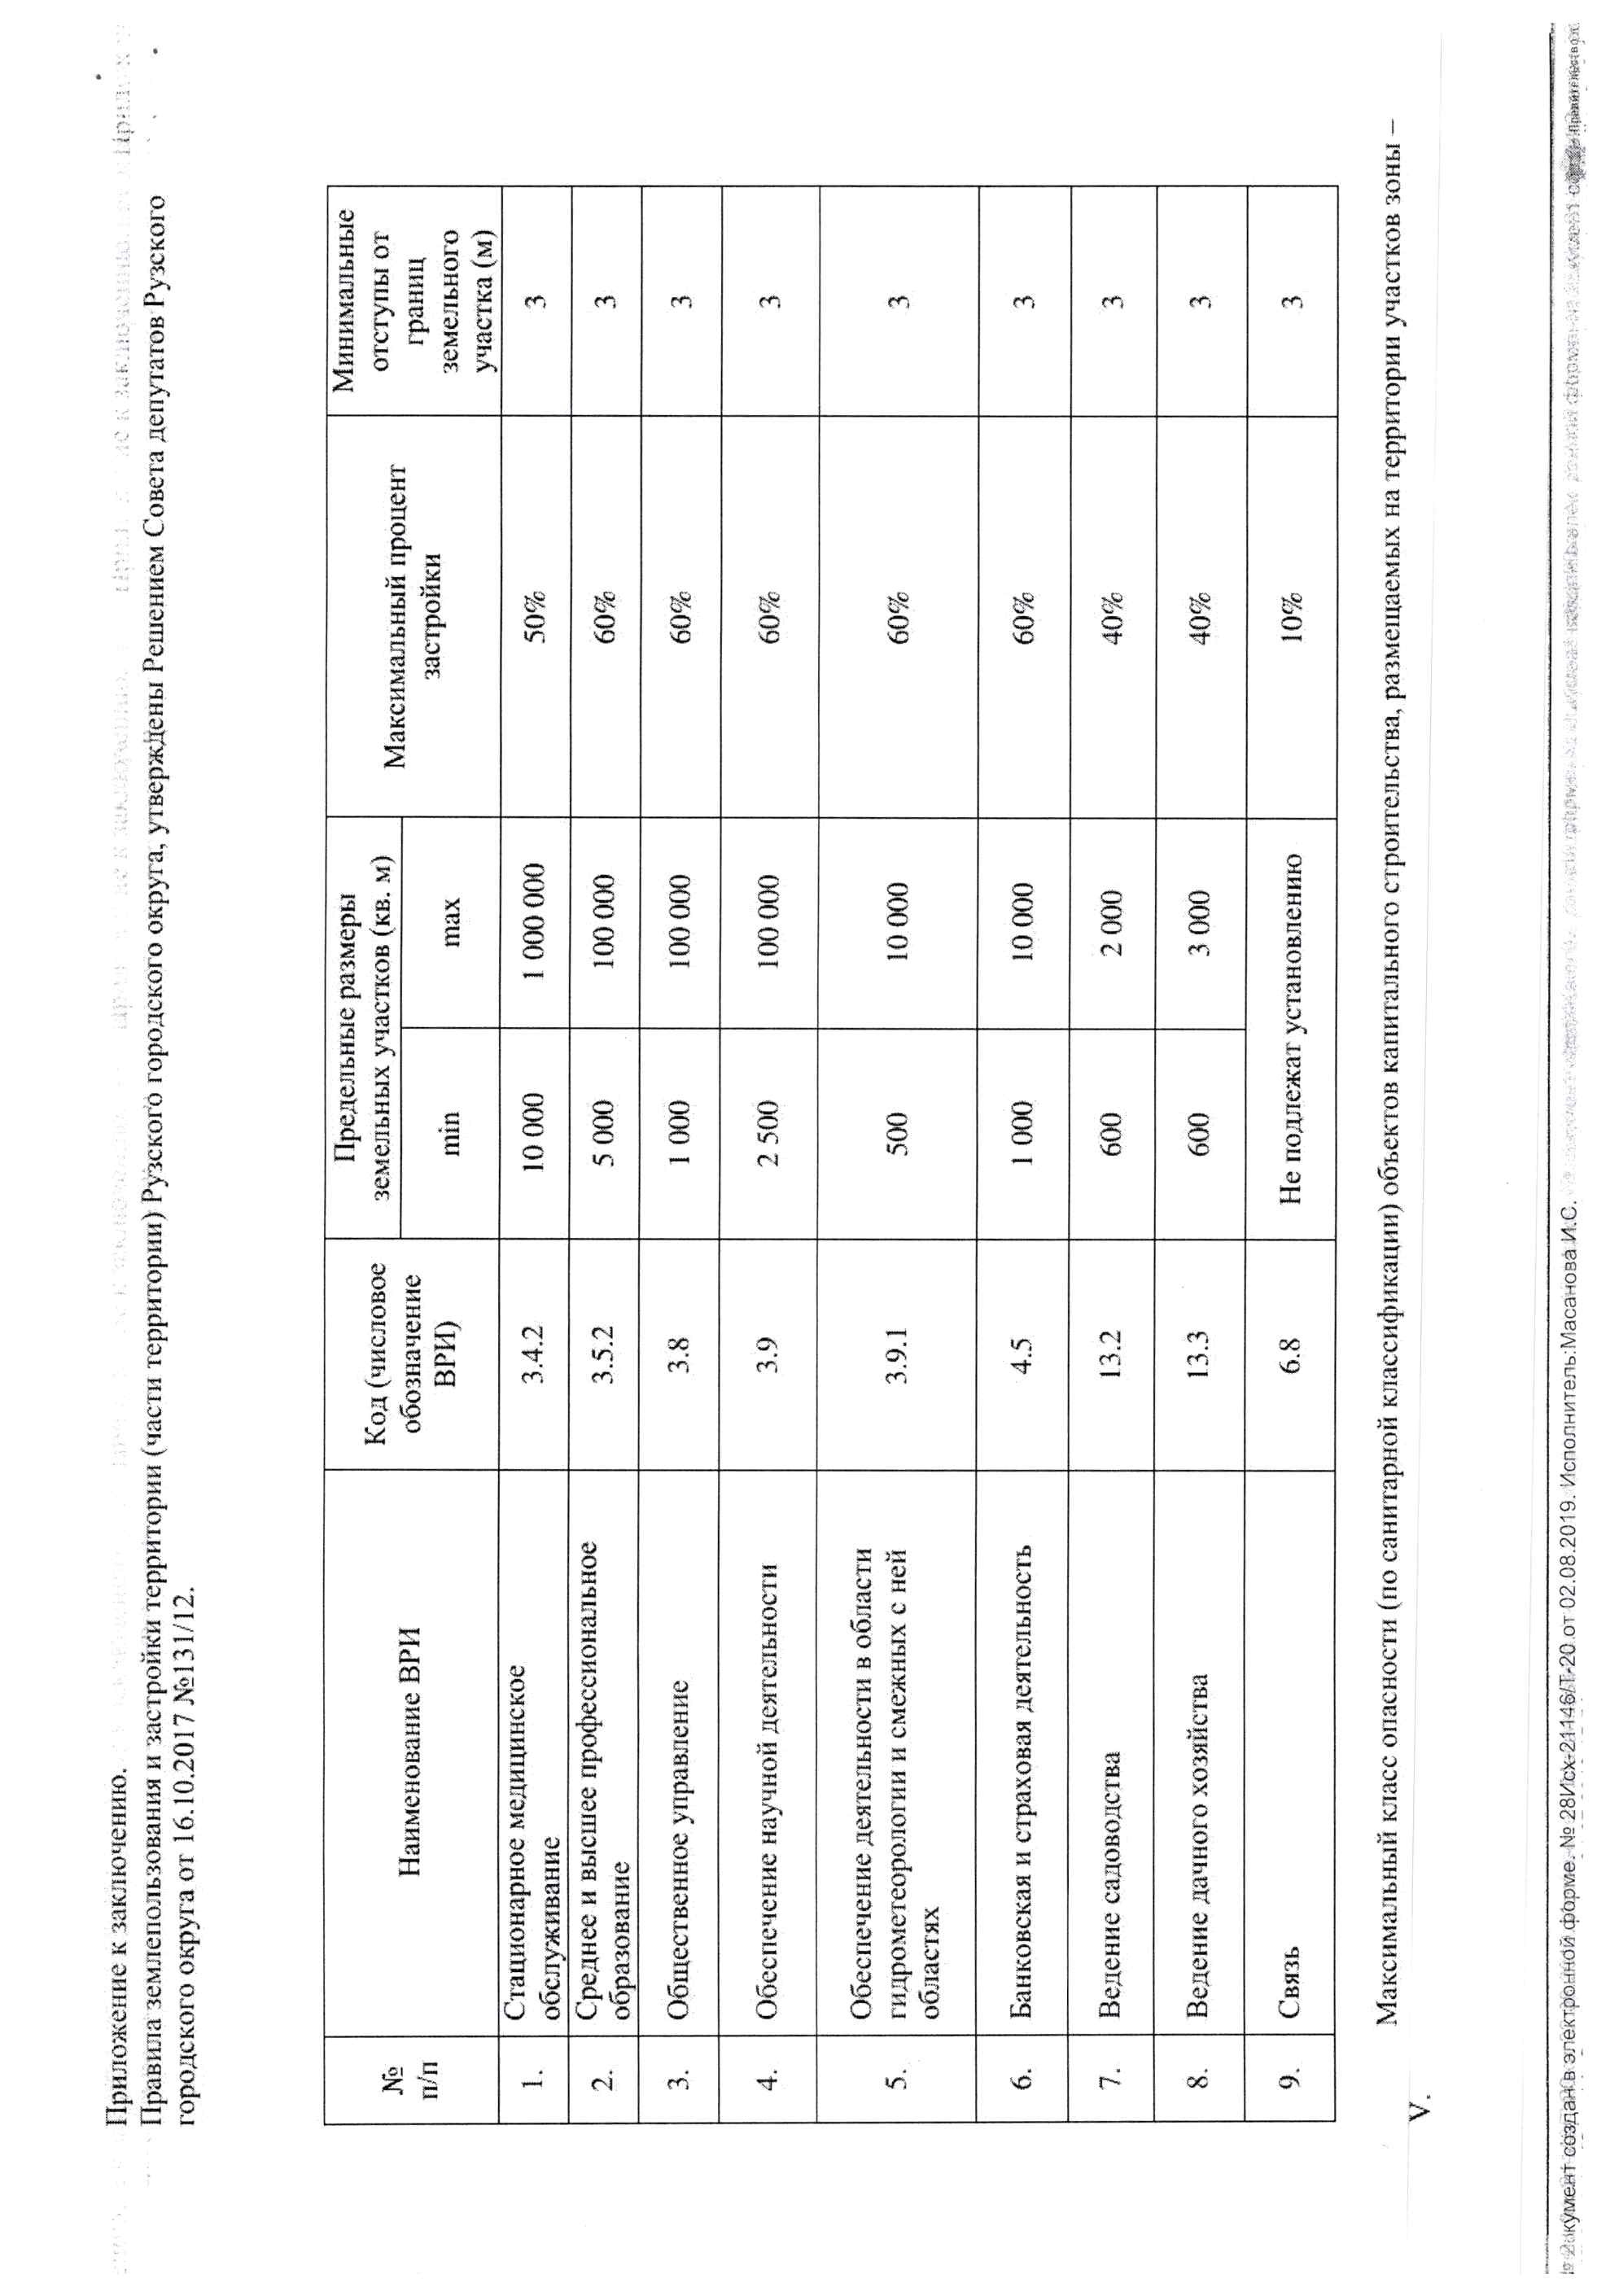 Приложение к заключению.
Правила землепользования и застройки территории (части территории) Рузского городского округа, утверждены Решением Совета депутатов Рузского
городского округа от 16.10.2017 №131/12.
№
п/п
Наименование ВРИ
Код (числовое
обозначение
ВРИ)
Предельные размеры
земельных участков (кв. м)
min
max
Максимальный процент
застройки
Минимальные
отступы от
границ
земельного
участка (м)
1.
Стационарное медицинское
обслуживание
3.4.2
10 000
1 000 000
50%
3
2.
Среднее и высшее профессиональное
образование
3.5.2
5 000
100 000
60%
3
3.
Общественное управление
3.8
1 000
100 000
60%
3
4.
Обеспечение научной деятельности
3.9
2 500
100 000
60%
3
5.
Обеспечение деятельности в области
гидрометеорологии и смежных с ней
областях
3.9.1
500
10 000
60%
3
6.
Банковская и страховая деятельность
4.5
1 000
10 000
60%
3
7.
Ведение садоводства
13.2
600
2 000
40%
3
8.
Ведение дачного хозяйства
13.3
600
3 000
40%
3
9.
Связь
6.8
Не подлежат установлению
10%
3
Максимальный класс опасности (по санитарной классификации) объектов капитального строительства, размещаемых на территории участков зоны –
V.
Документ создан в электронной форме. № 28Исх-21146/Т-20 от 02.08.2019. Исполнитель:Масанова И.С.